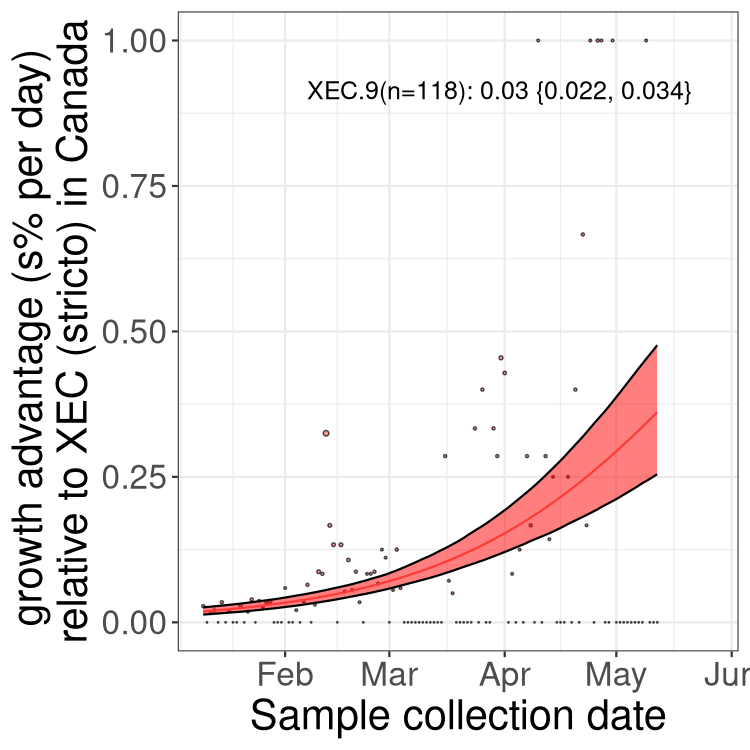 growth advantage (s% per day)
relative to XEC (stricto) in Canada
1.00
0.75
0.50
0.25
0.00
XEC.9(n=118): 0.03 {0.022, 0.034}
Feb Mar Apr May Jun
Sample collection date